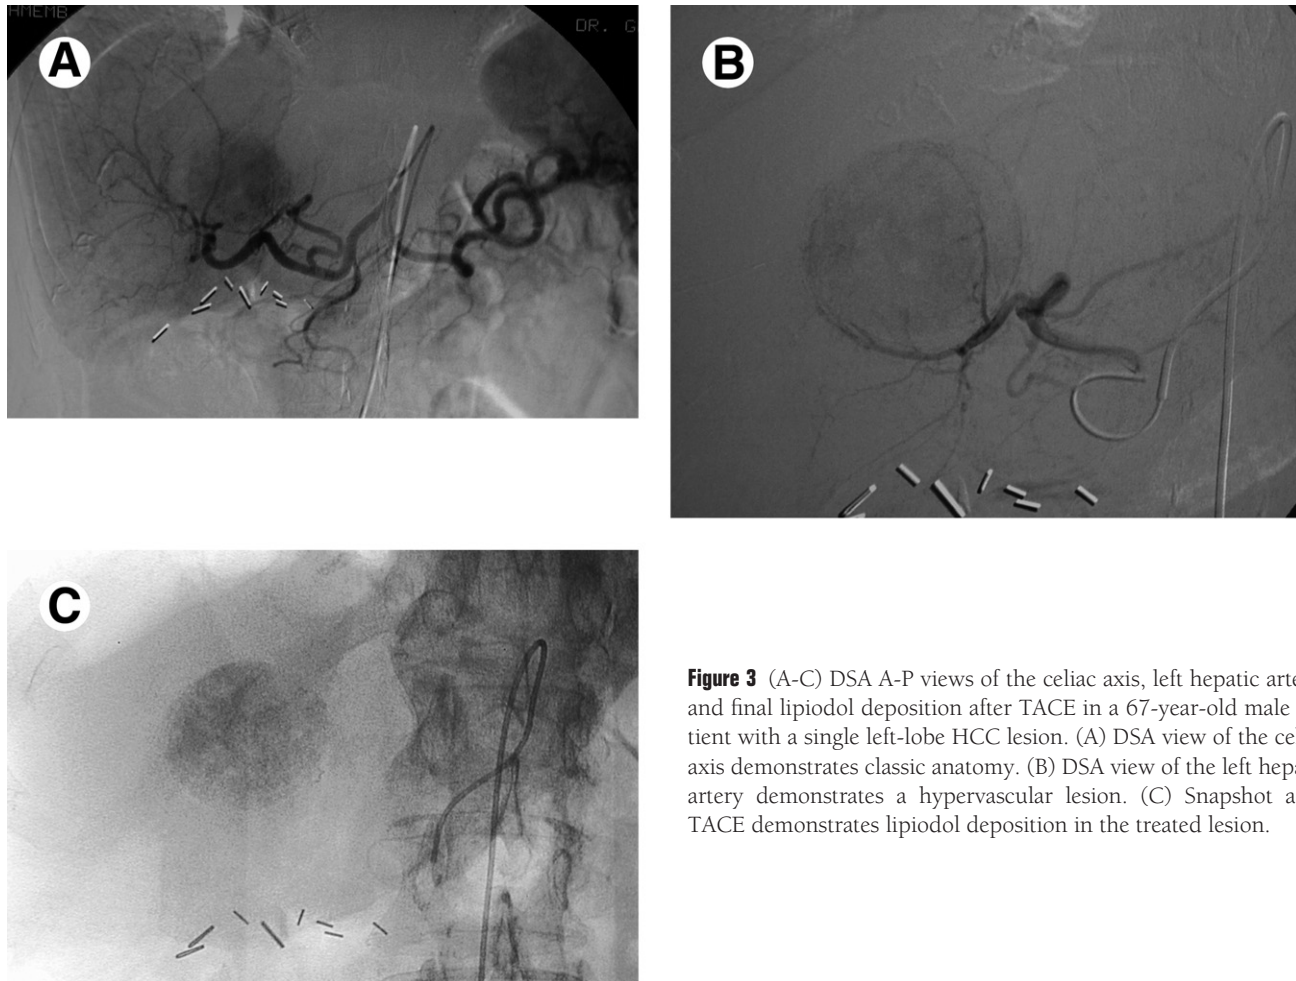 AMEMB
DR. G
A
B
C
Figure 3 (A-C) DSA A-P views of the celiac axis, left hepatic arte
and final lipiodol deposition after TACE in a 67-year-old male
tient with a single left-lobe HCC lesion. (A) DSA view of the cel
axis demonstrates classic anatomy. (B) DSA view of the left hepa
artery demonstrates a hypervascular lesion. (C) Snapshot a
TACE demonstrates lipiodol deposition in the treated lesion.